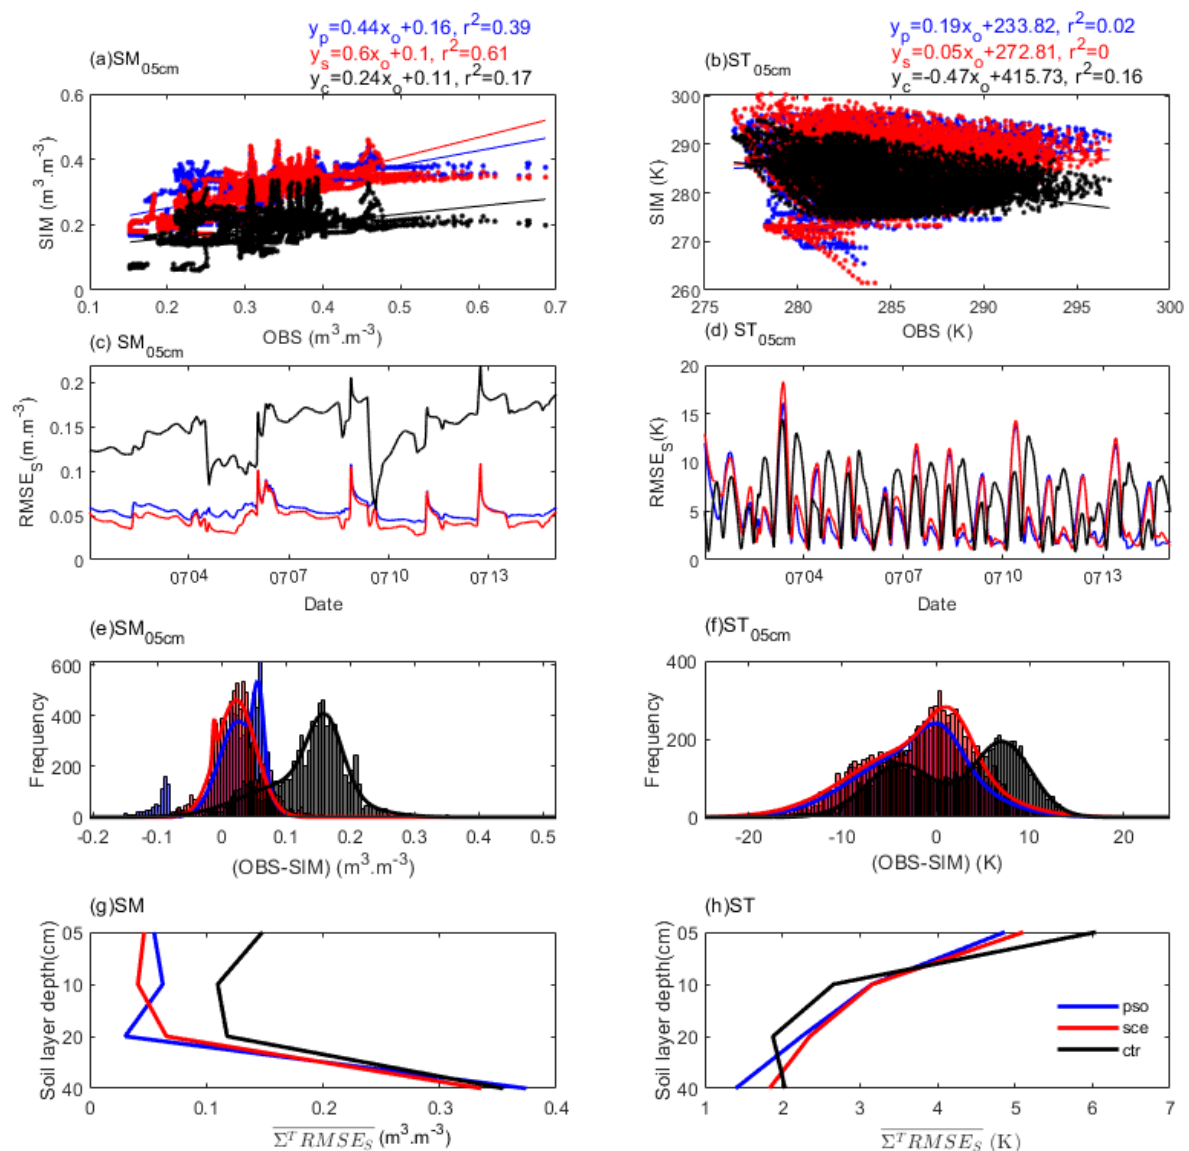 y_p=0.44x_o+0.16, r^2=0.39
y_s=0.6x_o+0.1, r^2=0.61
y_c=0.24x_o+0.11, r^2=0.17
(a)SM_05cm
0.6
0.4
0.2
0
SIM (m^3.m^-3)
0.1 0.2 0.3 0.4 0.5 0.6 0.7
OBS (m^3.m^-3)
y_p=0.19x_o+233.82, r^2=0.02
y_s=0.05x_o+272.81, r^2=0
y_c=-0.47x_o+415.73, r^2=0.16
(b)ST_05cm
300
290
280
270
260
SIM (K)
275 280 285 290 295 300
OBS (K)
(c) SM_05cm
0.2
0.15
0.1
0.05
0
RMSE_S(m.m^-3)
0704 0707 0710 0713
Date
(d) ST_05cm
20
15
10
5
0
RMSE_S(K)
0704 0707 0710 0713
Date
(e)SM_05cm
600
400
200
0
Frequency
-0.2 -0.1 0 0.1 0.2 0.3 0.4 0.5
(OBS-SIM) (m^3.m^-3)
(f)ST_05cm
400
200
0
Frequency
-20 -10 0 10 20
(OBS-SIM) (K)
(g)SM
05
10
20
40
Soil layer depth(cm)
0 0.1 0.2 0.3 0.4
Σ^T RMSE_S (m^3.m^-3)
(h)ST
05
10
20
40
Soil layer depth(cm)
pso
sce
ctr
1 2 3 4 5 6 7
Σ^T RMSE_S (K)